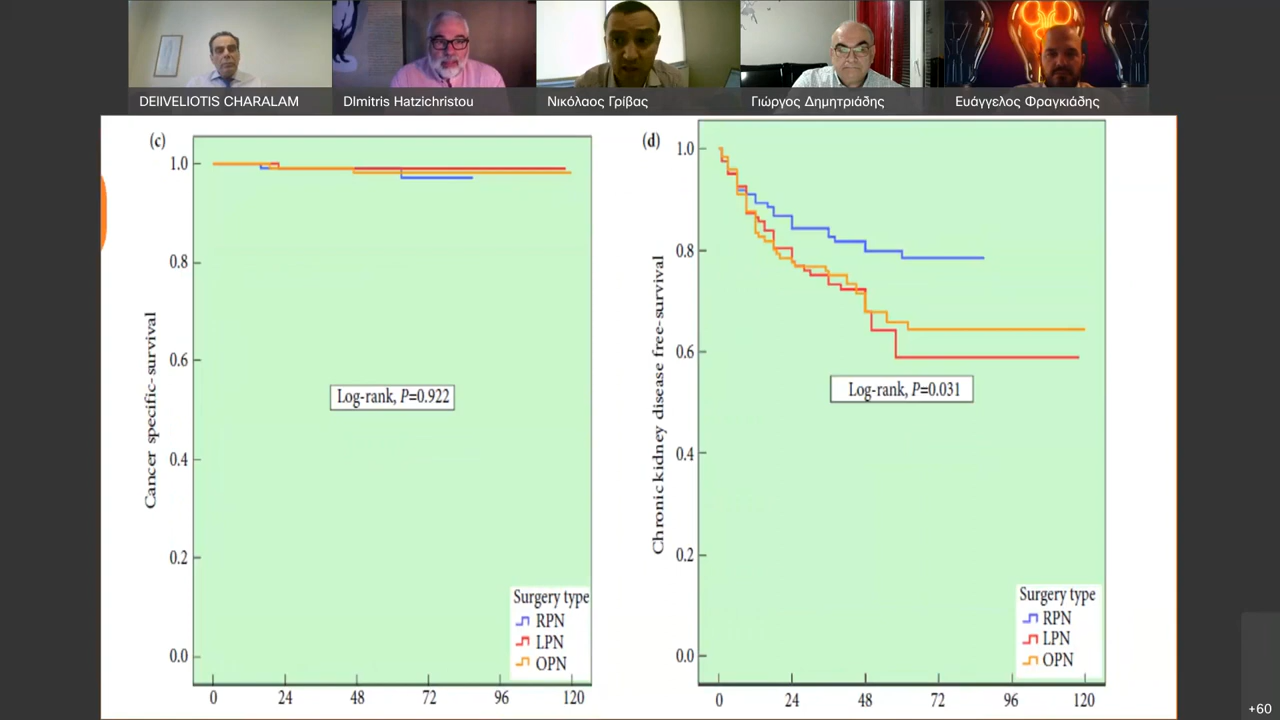 DEIIVELIOTIS CHARALAM
DImitris Hatzichristou
Νικόλαος Γρίβας
Γιώργος Δημητριάδης
Ευάγγελος Φραγκιάδης
(c)
1.0
0.8
0.6
0.4
0.2
0.0
Cancer specific-survival
Log-rank, P=0.922
Surgery type
RPN
LPN
OPN
0 24 48 72 96 120
(d)
1.0
0.8
0.6
0.4
0.2
0.0
Chronickidney disease free-survival
Log-rank, P=0.031
Surgery type
RPN
LPN
OPN
0 24 48 72 96 120
+60